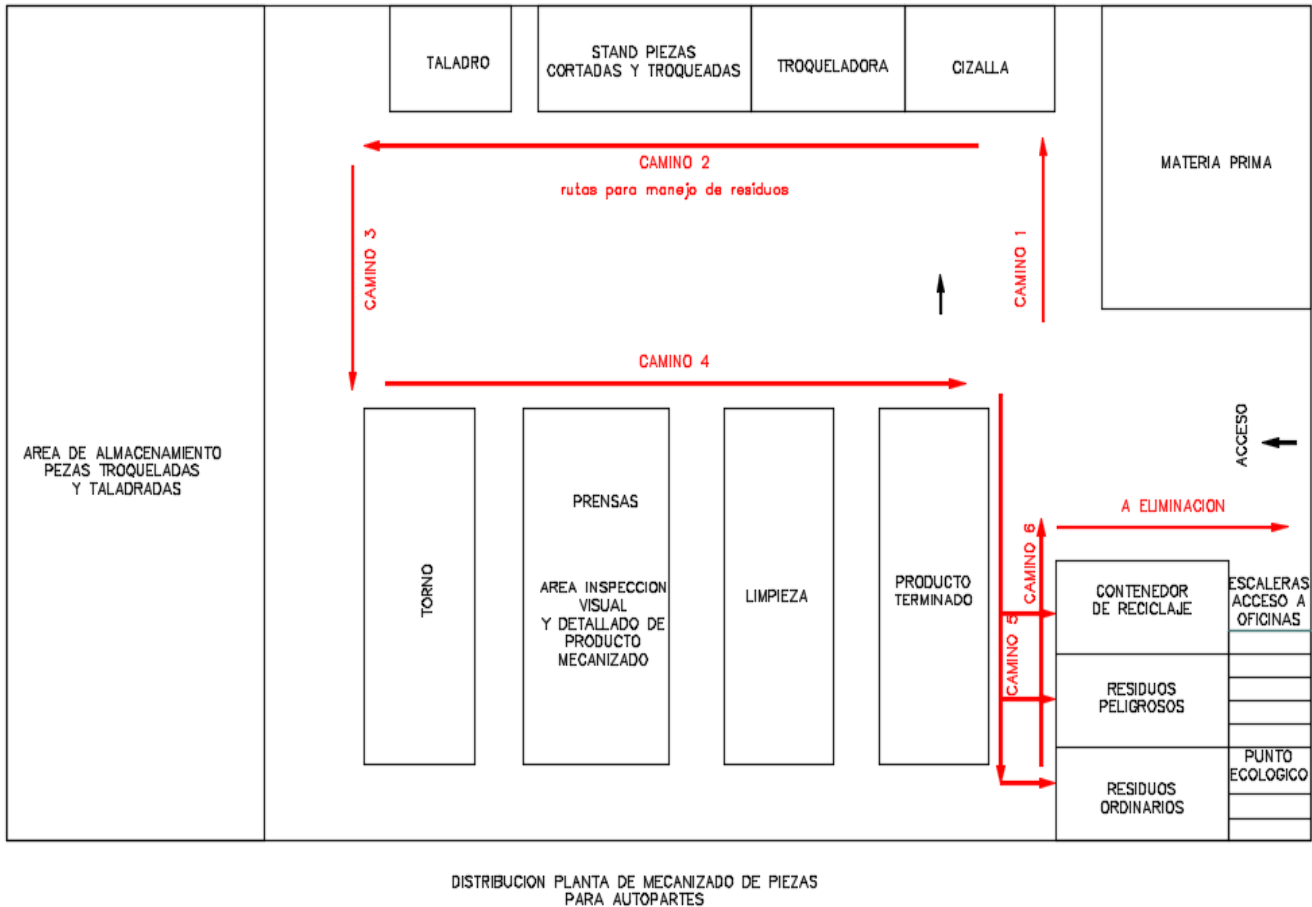 TALADRO
STAND PIEZAS
CORTADAS Y TROQUEADAS
TROQUELADORA
CIZALLA
MATERIA PRIMA
CAMINO 2
rutas para manejo de residuos
CAMINO 3
CAMINO 1
CAMINO 4
AREA DE ALMACENAMIENTO
PEZAS TROQUELADAS
Y TALADRADAS
ACCESO
TORNO
PRENSAS
AREA INSPECCION
VISUAL
Y DETALLADO DE
PRODUCTO
MECANIZADO
LIMPIEZA
PRODUCTO
TERMINADO
CAMINO 5
CAMINO 6
A ELIMINACION
CONTENEDOR
DE RECICLAJE
ESCALERAS
ACCESO A
OFICINAS
RESIDUOS
PELIGROSOS
RESIDUOS
ORDINARIOS
PUNTO
ECOLOGICO
DISTRIBUCION PLANTA DE MECANIZADO DE PIEZAS
PARA AUTOPARTES